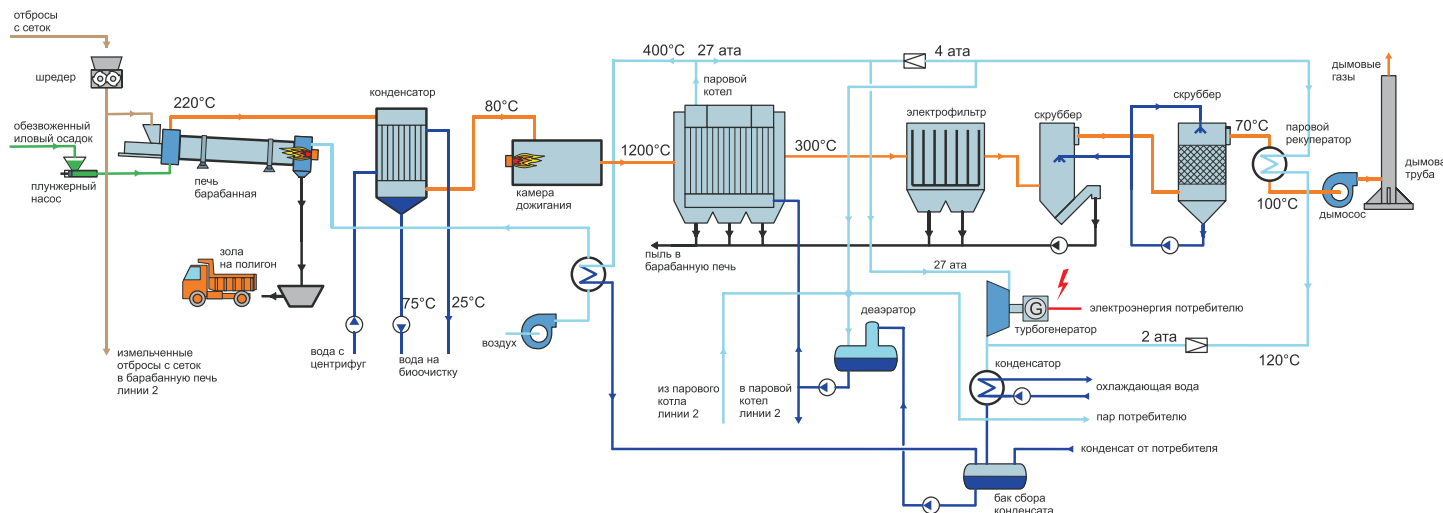 отбросы
с сеток
шредер
обезвоженный
иловый осадок
плунжерный
насос
220°C
печь
барабанная
зола
на полигон
измельченные
отбросы с сеток
в барабанную печь
линии 2
конденсатор
80°C
75°C
25°C
вода с
центрифуг
вода на
биоочистку
воздух
камера
дожигания
1200°C
400°C
27 ата
паровой
котел
4 ата
300°C
электрофильтр
скруббер
скруббер
70°C
паровой
рекуператор
100°C
дымовые
газы
дымова
труба
дымосос
пыль в
барабанную печь
27 ата
G
электроэнергия потребителю
турбогенератор
деаэратор
2 ата
120°C
конденсатор
охлаждающая вода
из парового
котла
линии 2
в паровой
котел
линии 2
пар потребителю
конденсат от потребителя
бак сбора
конденсата